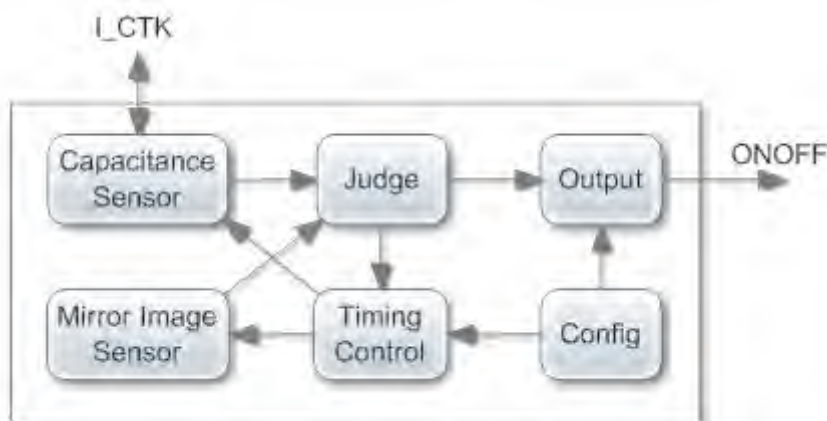 I_CTK
Capacitance
Sensor
Judge
Output
ONOFF
Mirror Image
Sensor
Timing
Control
Config